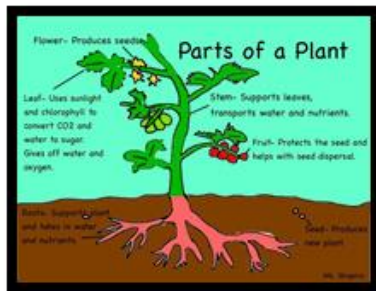 Parts of a Plant
Flower- Produces seeds
Leaf- Uses sunlight
and chlorophyll to
convert CO2 and
water to sugar.
Gives off water and
oxygen.
Stem- Supports leaves,
transports water and nutrients.
Fruit- Protects the seed and
helps with seed dispersal.
Roots- Supports plant
and takes in water
and nutrients
Seed- Produces
new plant